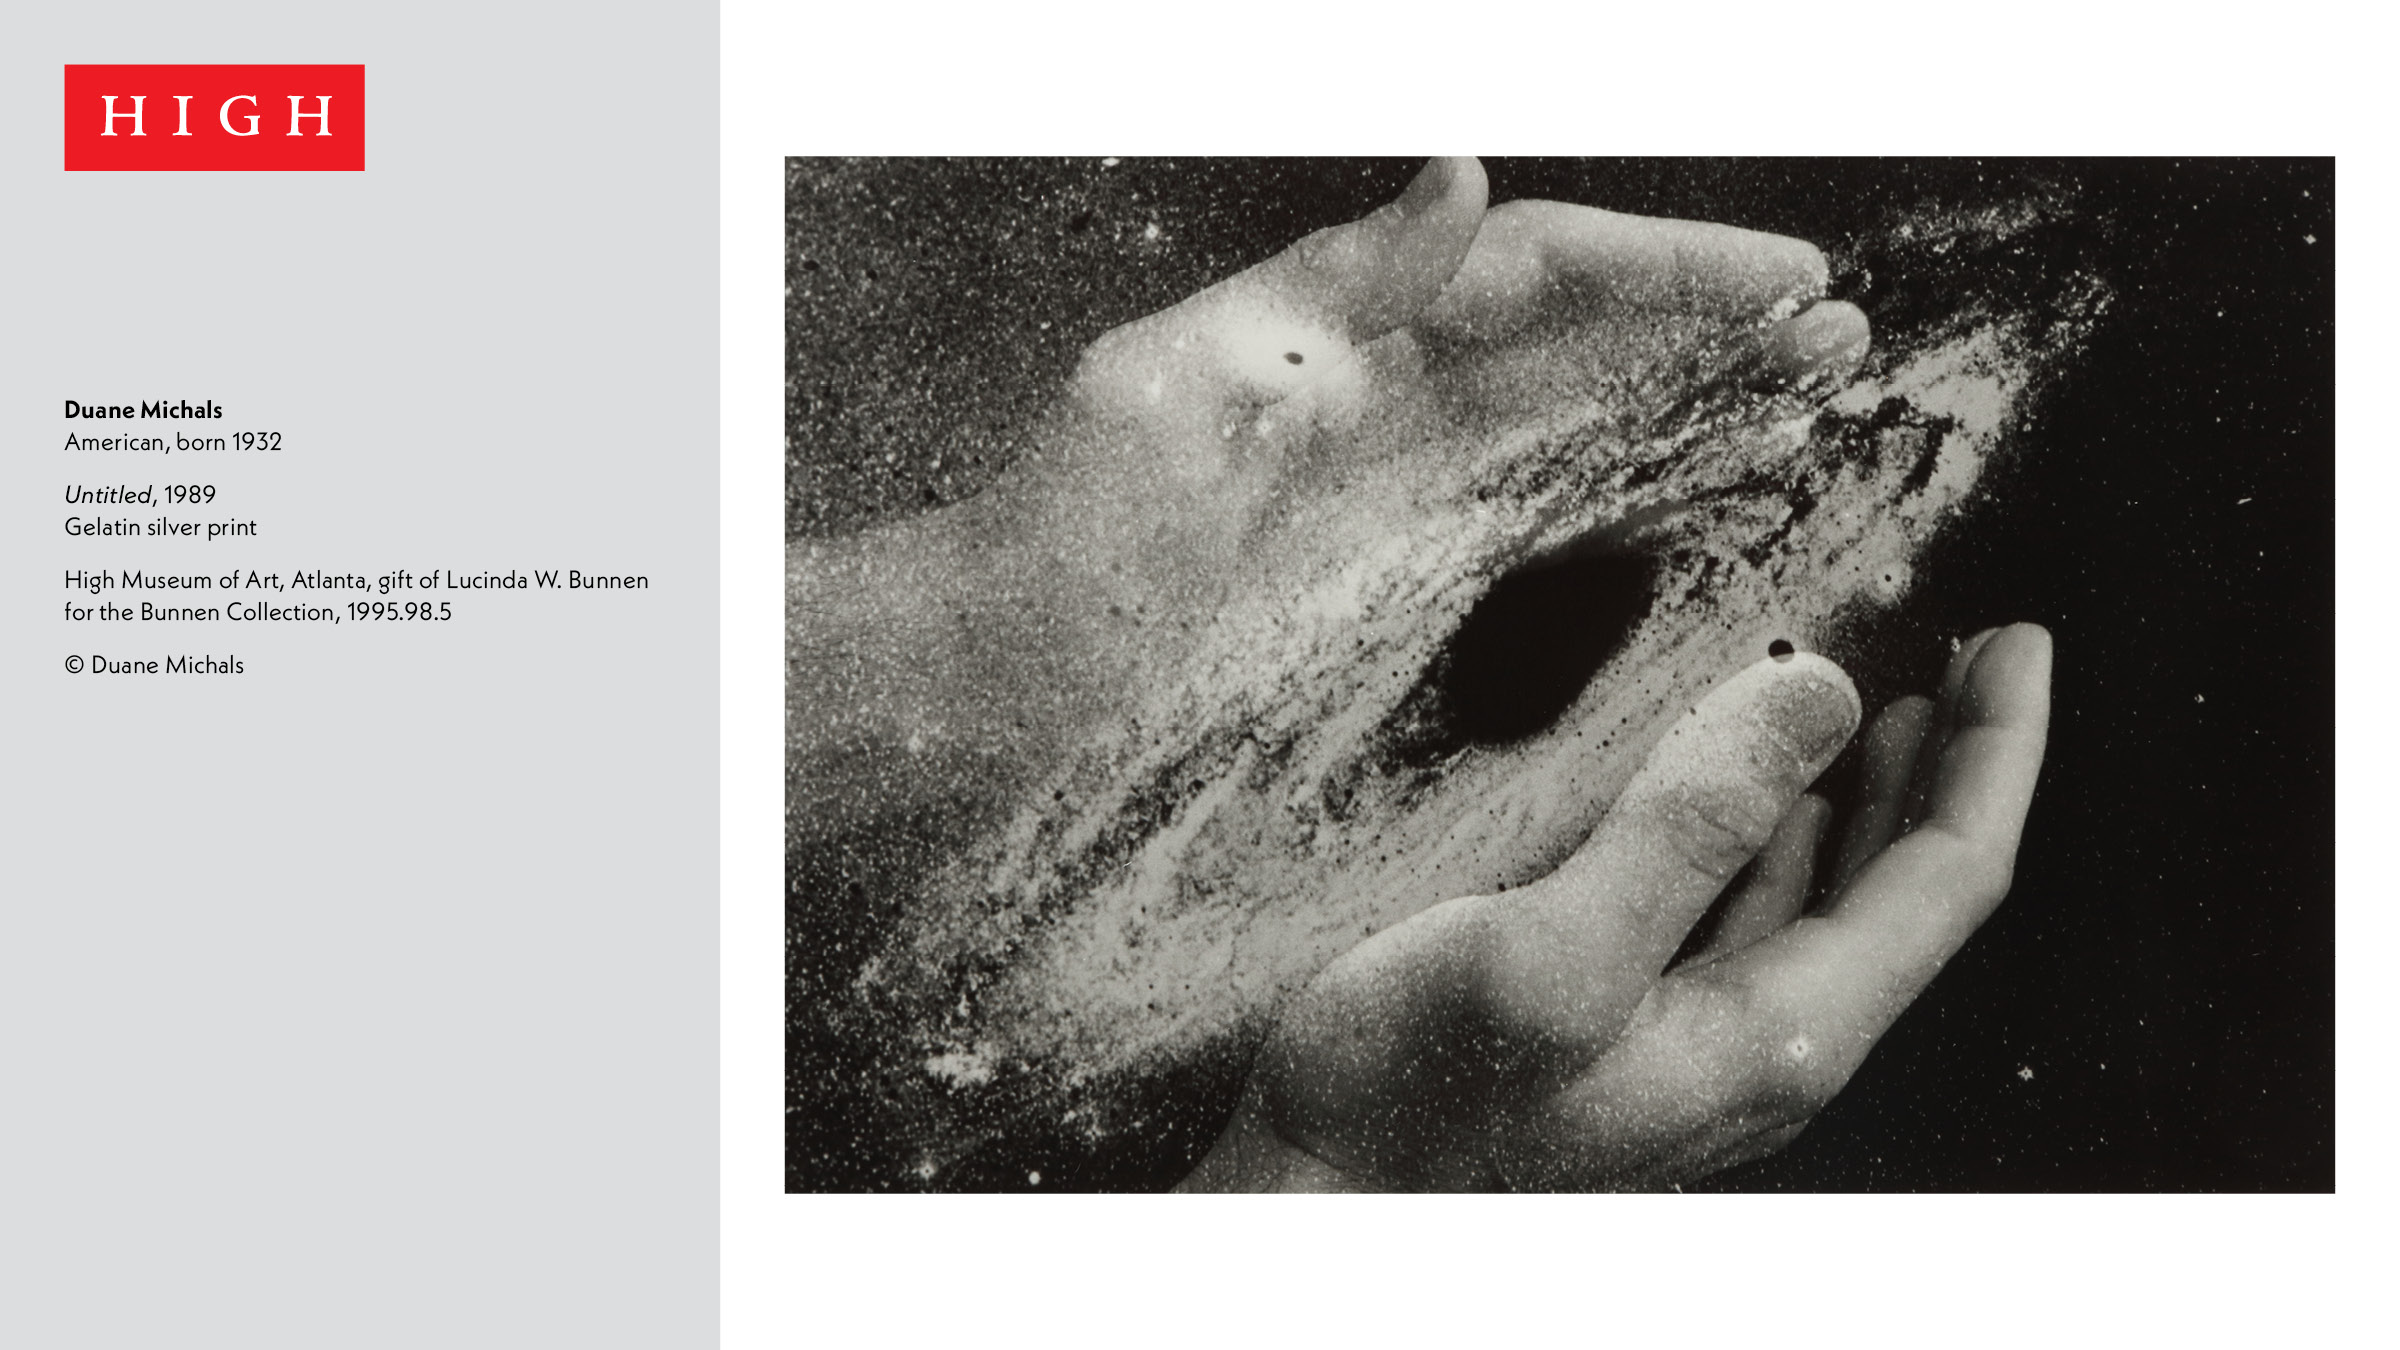 HIGH
Duane Michals
American, born 1932
Untitled, 1989
Gelatin silver print
High Museum of Art, Atlanta, gift of Lucinda W. Bunnen
for the Bunnen Collection, 1995.98.5
© Duane Michals